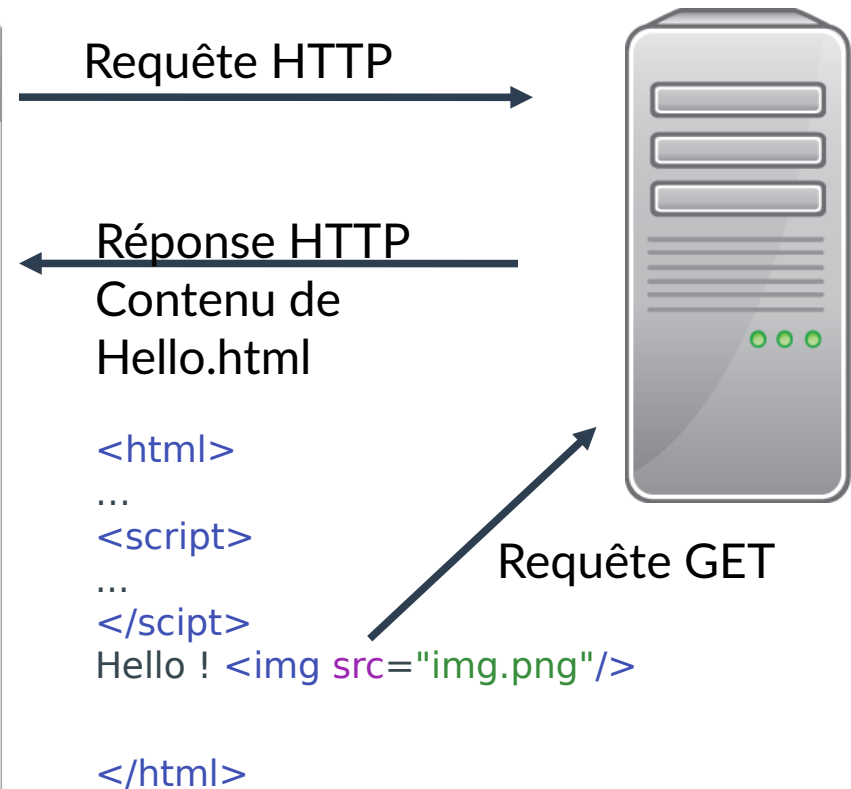 Requête HTTP
Réponse HTTP
Contenu de
Hello.html
<html>
...
<script>
...
</scipt>
Hello ! <img src="img.png"/>
Requête GET
</html>